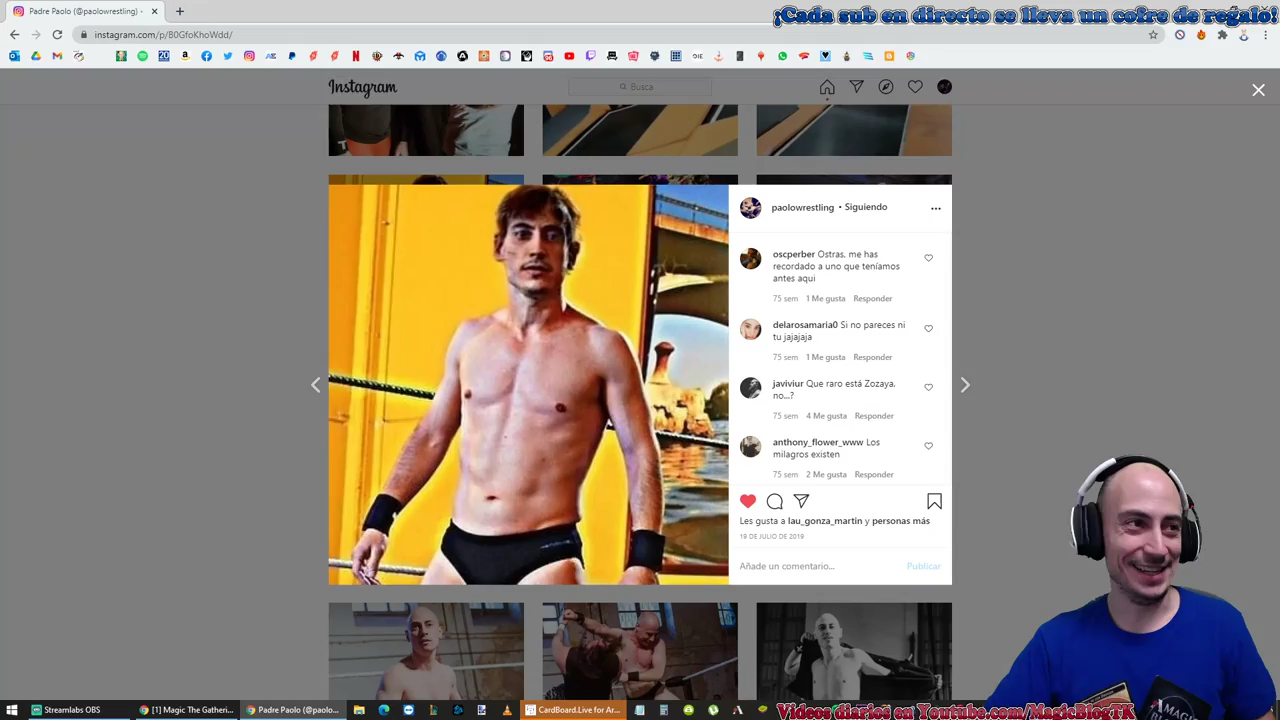 Padre Paolo (@paolowrestling) -
¡Cada sub en directo se lleva un cofre de regalo!
instagram.com/p/B0GfoKhoWdd/
DIE
Instagram
Busca
paolowrestling • Siguiendo
oscperber Ostras, me has
recordado a uno que teníamos
antes aqui
75 sem 1 Me gusta Responder
delarosamaria0 Si no pareces ni
tu jajajaja
75 sem 1 Me gusta Responder
javiviur Que raro está Zozaya,
no...?
75 sem 4 Me gusta Responder
anthony_flower_www Los
milagros existen
75 sem 2 Me gusta Responder
Les gusta a lau_gonza_martin y personas más
19 DE JULIO DE 2019
Añade un comentario...
Publicar
Streamlabs OBS
[1] Magic The Gatheri...
Padre Paolo (@paolo...
CardBoard.Live for Ar...
Videos diarios en Youtube.com/MagicBlogTK